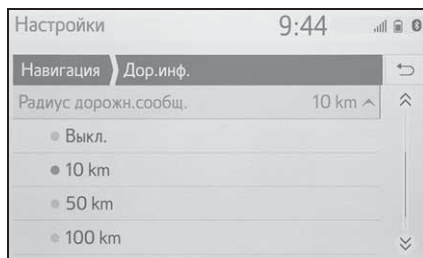 Настройки 9:44
Навигация Дор.инф.
Радиус дорожн.сообщ. 10 km
Выкл.
10 km
50 km
100 km